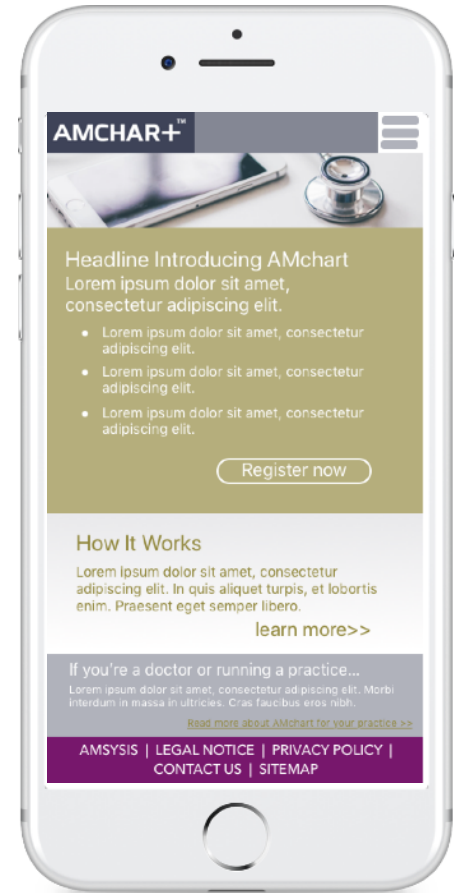 AMCHAR+™
Headline Introducing AMchart
Lorem ipsum dolor sit amet,
consectetur adipiscing elit.
• Lorem ipsum dolor sit amet, consectetur
adipiscing elit.
• Lorem ipsum dolor sit amet, consectetur
adipiscing elit.
• Lorem ipsum dolor sit amet, consectetur
adipiscing elit.
Register now
How It Works
Lorem ipsum dolor sit amet, consectetur
adipiscing elit. In quis aliquet turpis, et lobortis
enim. Praesent eget semper libero.
learn more>>
If you're a doctor or running a practice...
Lorem ipsum dolor sit amet, consectetur adipiscing elit. Morbi
interdum in massa in ultricies. Cras faucibus eros nibh.
Read more about AMchart for your practice >>
AMSYSIS | LEGAL NOTICE | PRIVACY POLICY |
CONTACT US | SITEMAP